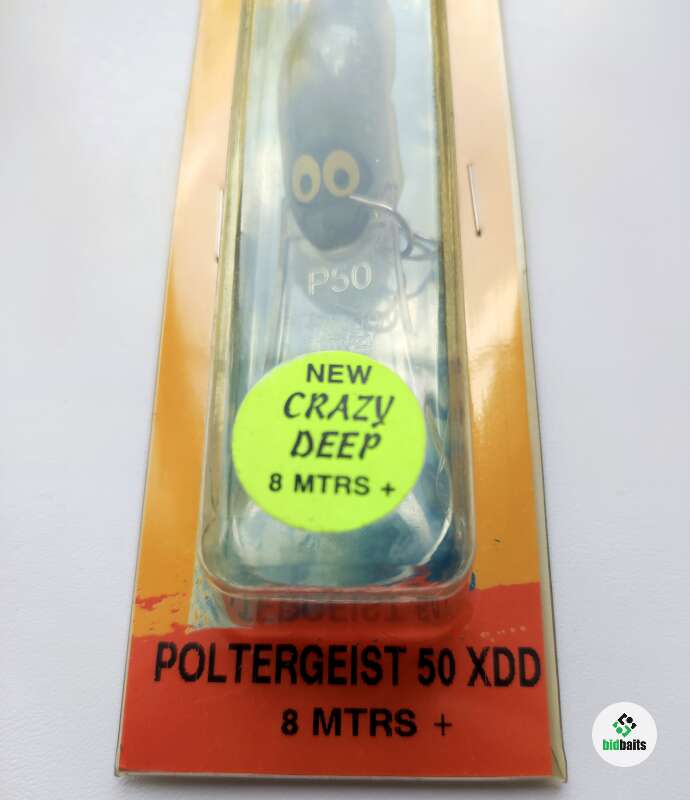 P50
NEW
CRAZY
DEEP
8 MTRS +
POLTERGEIST 50 XDD
8 MTRS +
bidbaits